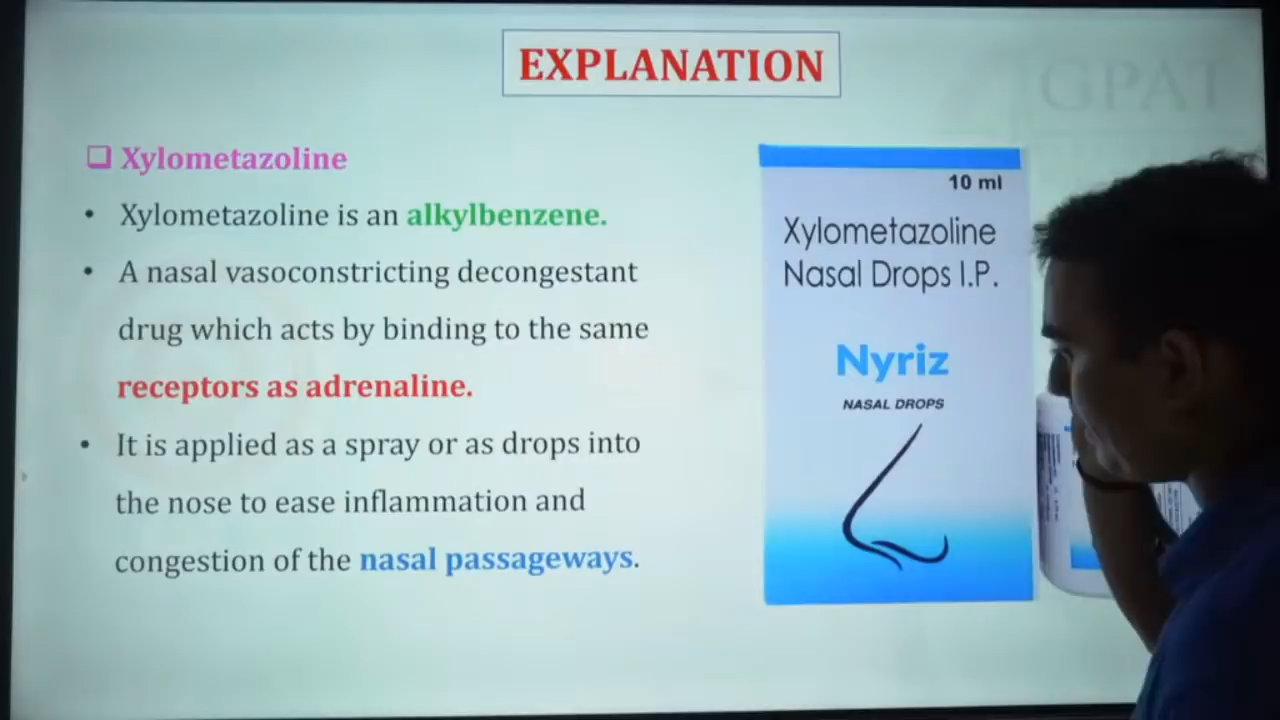 EXPLANATION
GPAT
❑ Xylometazoline
• Xylometazoline is an alkylbenzene.
• A nasal vasoconstricting decongestant
drug which acts by binding to the same
receptors as adrenaline.
• It is applied as a spray or as drops into
the nose to ease inflammation and
congestion of the nasal passageways.
10 ml
Xylometazoline
Nasal Drops I.P.
Nyriz
NASAL DROPS